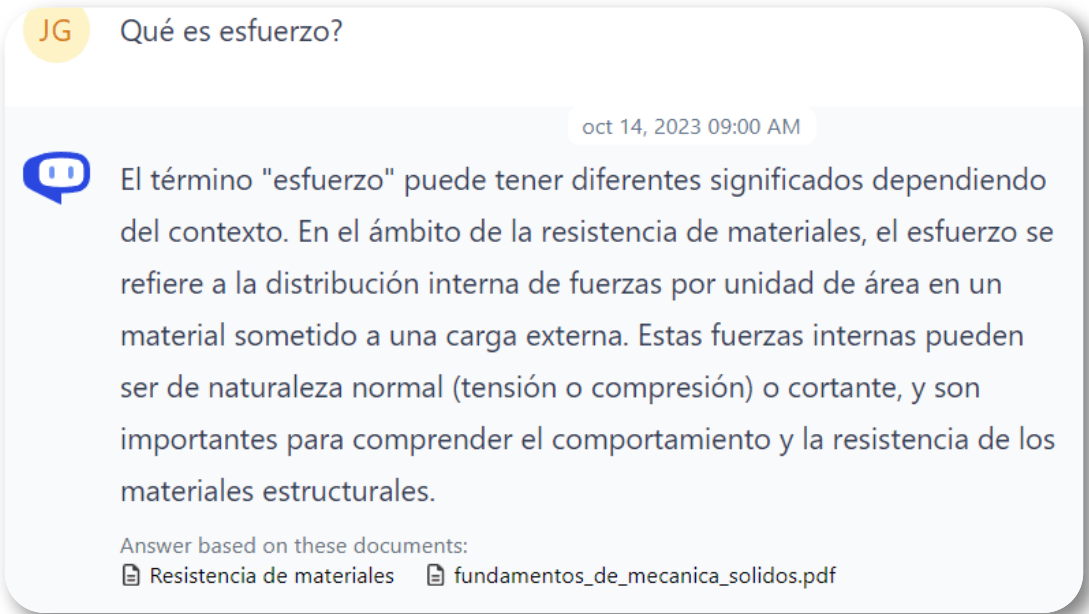 JG
Qué es esfuerzo?
oct 14, 2023 09:00 AM
El término "esfuerzo" puede tener diferentes significados dependiendo
del contexto. En el ámbito de la resistencia de materiales, el esfuerzo se
refiere a la distribución interna de fuerzas por unidad de área en un
material sometido a una carga externa. Estas fuerzas internas pueden
ser de naturaleza normal (tensión o compresión) o cortante, y son
importantes para comprender el comportamiento y la resistencia de los
materiales estructurales.
Answer based on these documents:
Resistencia de materiales fundamentos_de_mecanica_solidos.pdf